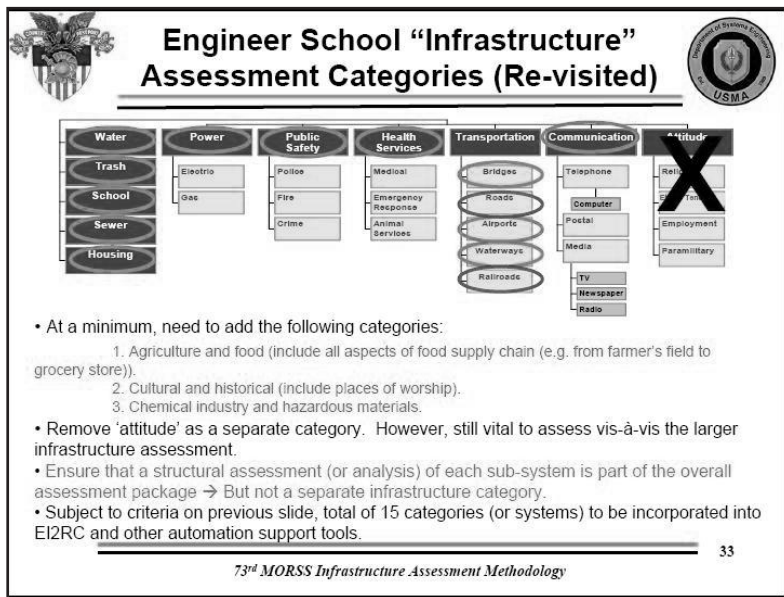 Engineer School “Infrastructure”
Assessment Categories (Re-visited)
Department of Systems Engineering
USMA
Water
Power
Public
Safety
Health
Services
Transportation
Communication
Attitude
Trash
School
Sewer
Housing
Electric
Gas
Police
Fire
Crime
Medical
Emergency
Response
Animal
Services
Bridges
Roads
Airports
Waterways
Railroads
Telephone
Computer
Postal
Media
TV
Newspaper
Radio
Employment
Paramilitary
• At a minimum, need to add the following categories:
1. Agriculture and food (include all aspects of food supply chain (e.g. from farmer's field to
grocery store)).
2. Cultural and historical (include places of worship).
3. Chemical industry and hazardous materials.
• Remove ‘attitude’ as a separate category. However, still vital to assess vis-à-vis the larger
infrastructure assessment.
• Ensure that a structural assessment (or analysis) of each sub-system is part of the overall
assessment package → But not a separate infrastructure category.
• Subject to criteria on previous slide, total of 15 categories (or systems) to be incorporated into
EI2RC and other automation support tools.
33
73rd MORSS Infrastructure Assessment Methodology